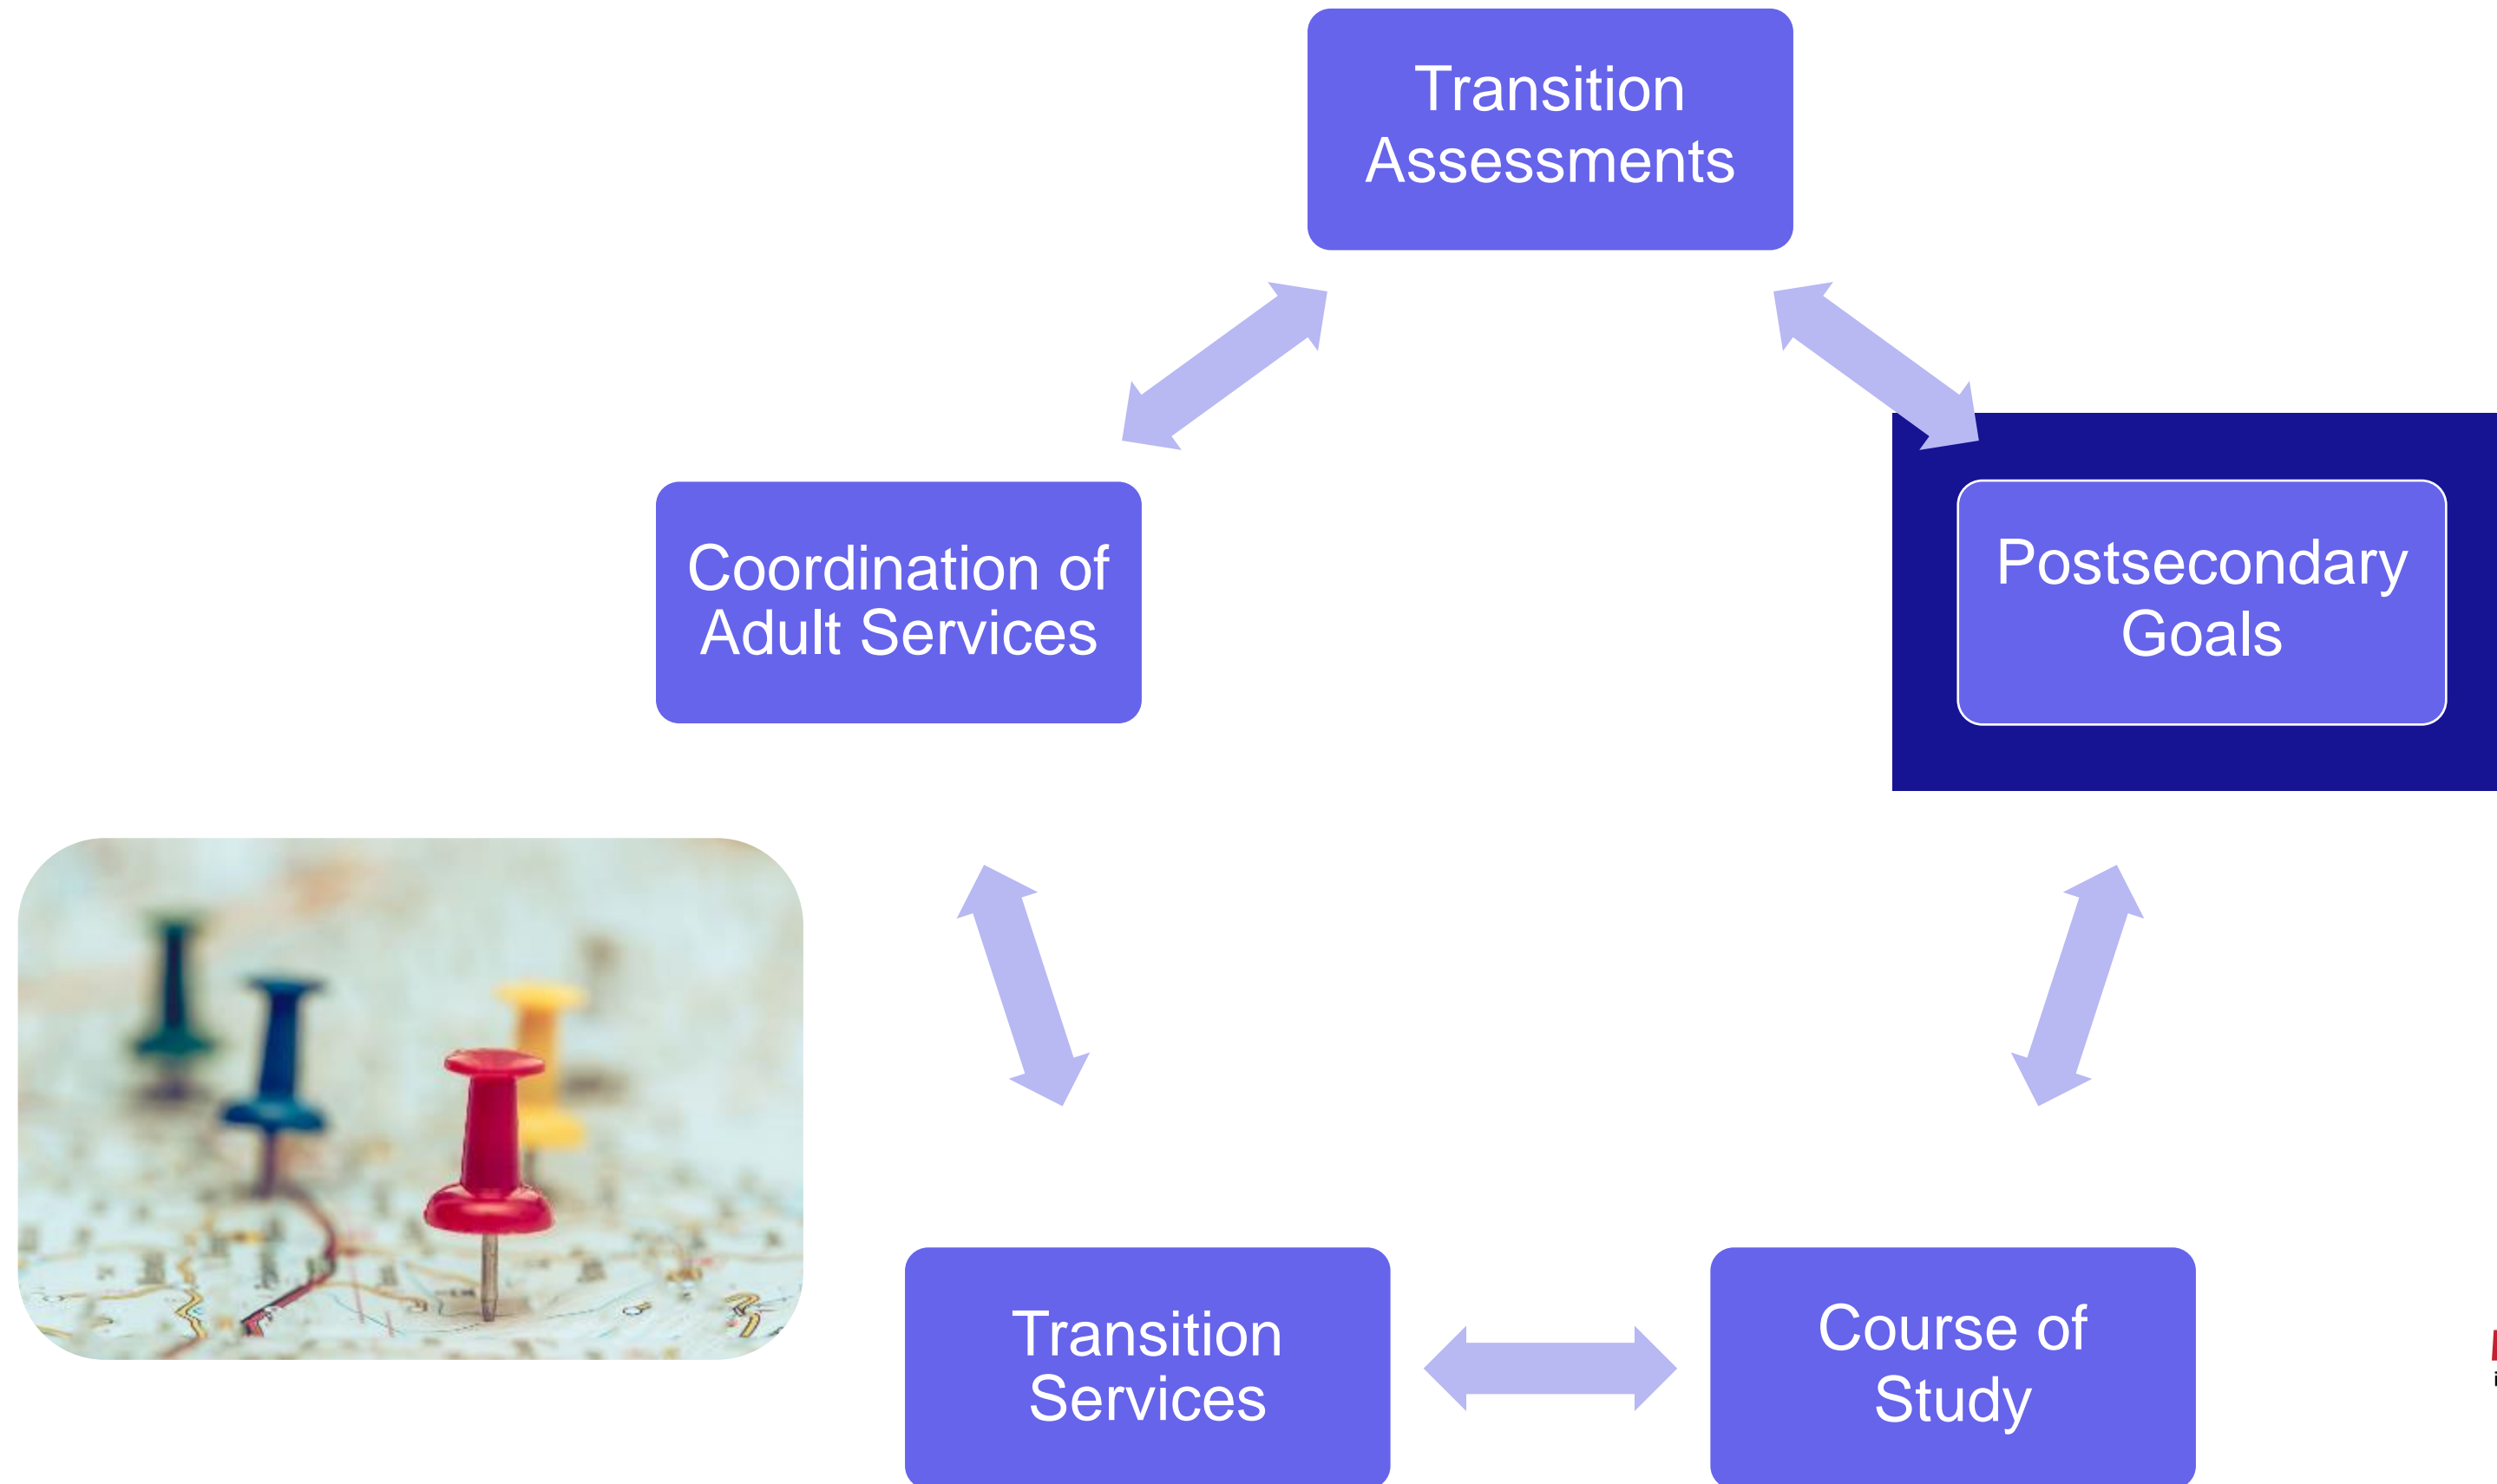 Transition
Assessments
Coordination of
Adult Services
Postsecondary
Goals
Transition
Services
Course of
Study